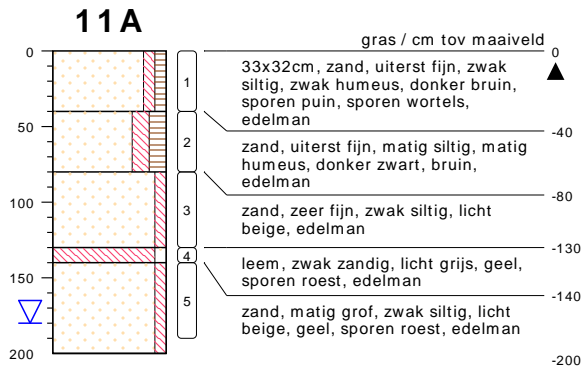 11A
gras / cm tov maaiveld
0
50
100
150
200
1
2
3
4
5
33x32cm, zand, uiterst fijn, zwak
siltig, zwak humeus, donker bruin,
sporen puin, sporen wortels,
edelman
zand, uiterst fijn, matig siltig, matig
humeus, donker zwart, bruin,
edelman
zand, zeer fijn, zwak siltig, licht
beige, edelman
leem, zwak zandig, licht grijs, geel,
sporen roest, edelman
zand, matig grof, zwak siltig, licht
beige, geel, sporen roest, edelman
0
-40
-80
-130
-140
-200